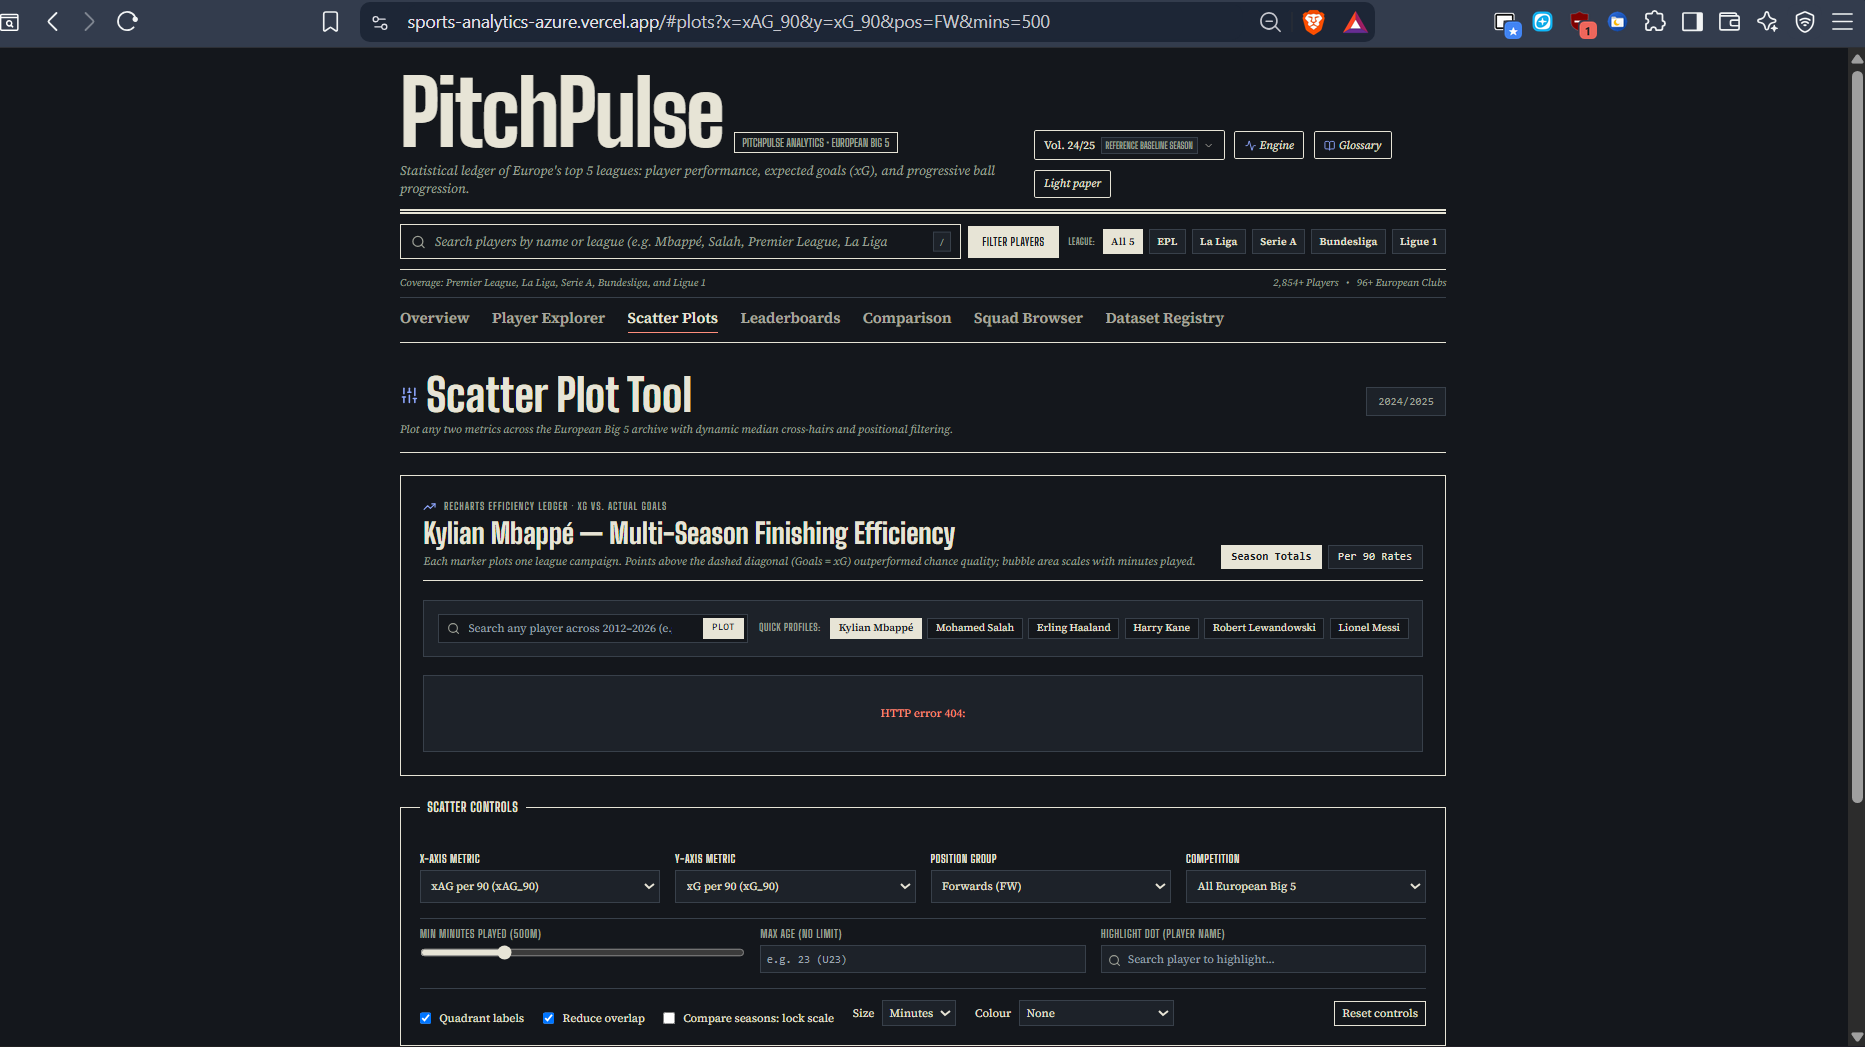 sports-analytics-azure.vercel.app/#plots?x=xAG_90&y=xG_90&pos=FW&mins=500
1
PitchPulse
PITCHPULSE ANALYTICS • EUROPEAN BIG 5
Vol. 24/25 REFERENCE BASELINE SEASON
Engine
Glossary
Light paper
Statistical ledger of Europe's top 5 leagues: player performance, expected goals (xG), and progressive ball
progression.
Search players by name or league (e.g. Mbappé, Salah, Premier League, La Liga
/
FILTER PLAYERS
LEAGUE: All 5 EPL La Liga Serie A Bundesliga Ligue 1
Coverage: Premier League, La Liga, Serie A, Bundesliga, and Ligue 1
2,854+ Players • 96+ European Clubs
Overview Player Explorer Scatter Plots Leaderboards Comparison Squad Browser Dataset Registry
Scatter Plot Tool
2024/2025
Plot any two metrics across the European Big 5 archive with dynamic median cross-hairs and positional filtering.
RECHARTS EFFICIENCY LEDGER · XG VS. ACTUAL GOALS
Kylian Mbappé — Multi-Season Finishing Efficiency
Each marker plots one league campaign. Points above the dashed diagonal (Goals = xG) outperformed chance quality; bubble area scales with minutes played.
Season Totals Per 90 Rates
Search any player across 2012–2026 (e.
PLOT
QUICK PROFILES: Kylian Mbappé Mohamed Salah Erling Haaland Harry Kane Robert Lewandowski Lionel Messi
HTTP error 404:
SCATTER CONTROLS
X-AXIS METRIC Y-AXIS METRIC POSITION GROUP COMPETITION
xAG per 90 (xAG_90) xG per 90 (xG_90) Forwards (FW) All European Big 5
MIN MINUTES PLAYED (500M) MAX AGE (NO LIMIT) HIGHLIGHT DOT (PLAYER NAME)
e.g. 23 (U23) Search player to highlight...
Quadrant labels Reduce overlap Compare seasons: lock scale Size Minutes Colour None Reset controls